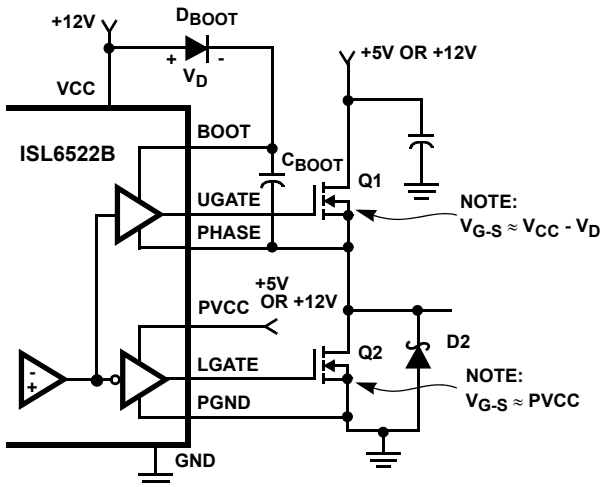 +12V
DBOOT
+ VD -
VCC
+5V OR +12V
BOOT
ISL6522B
CBOOT
UGATE
Q1
NOTE:
VG-S ≈ VCC - VD
PHASE
+5V
OR +12V
PVCC
LGATE
Q2
D2
NOTE:
VG-S ≈ PVCC
PGND
- +
GND